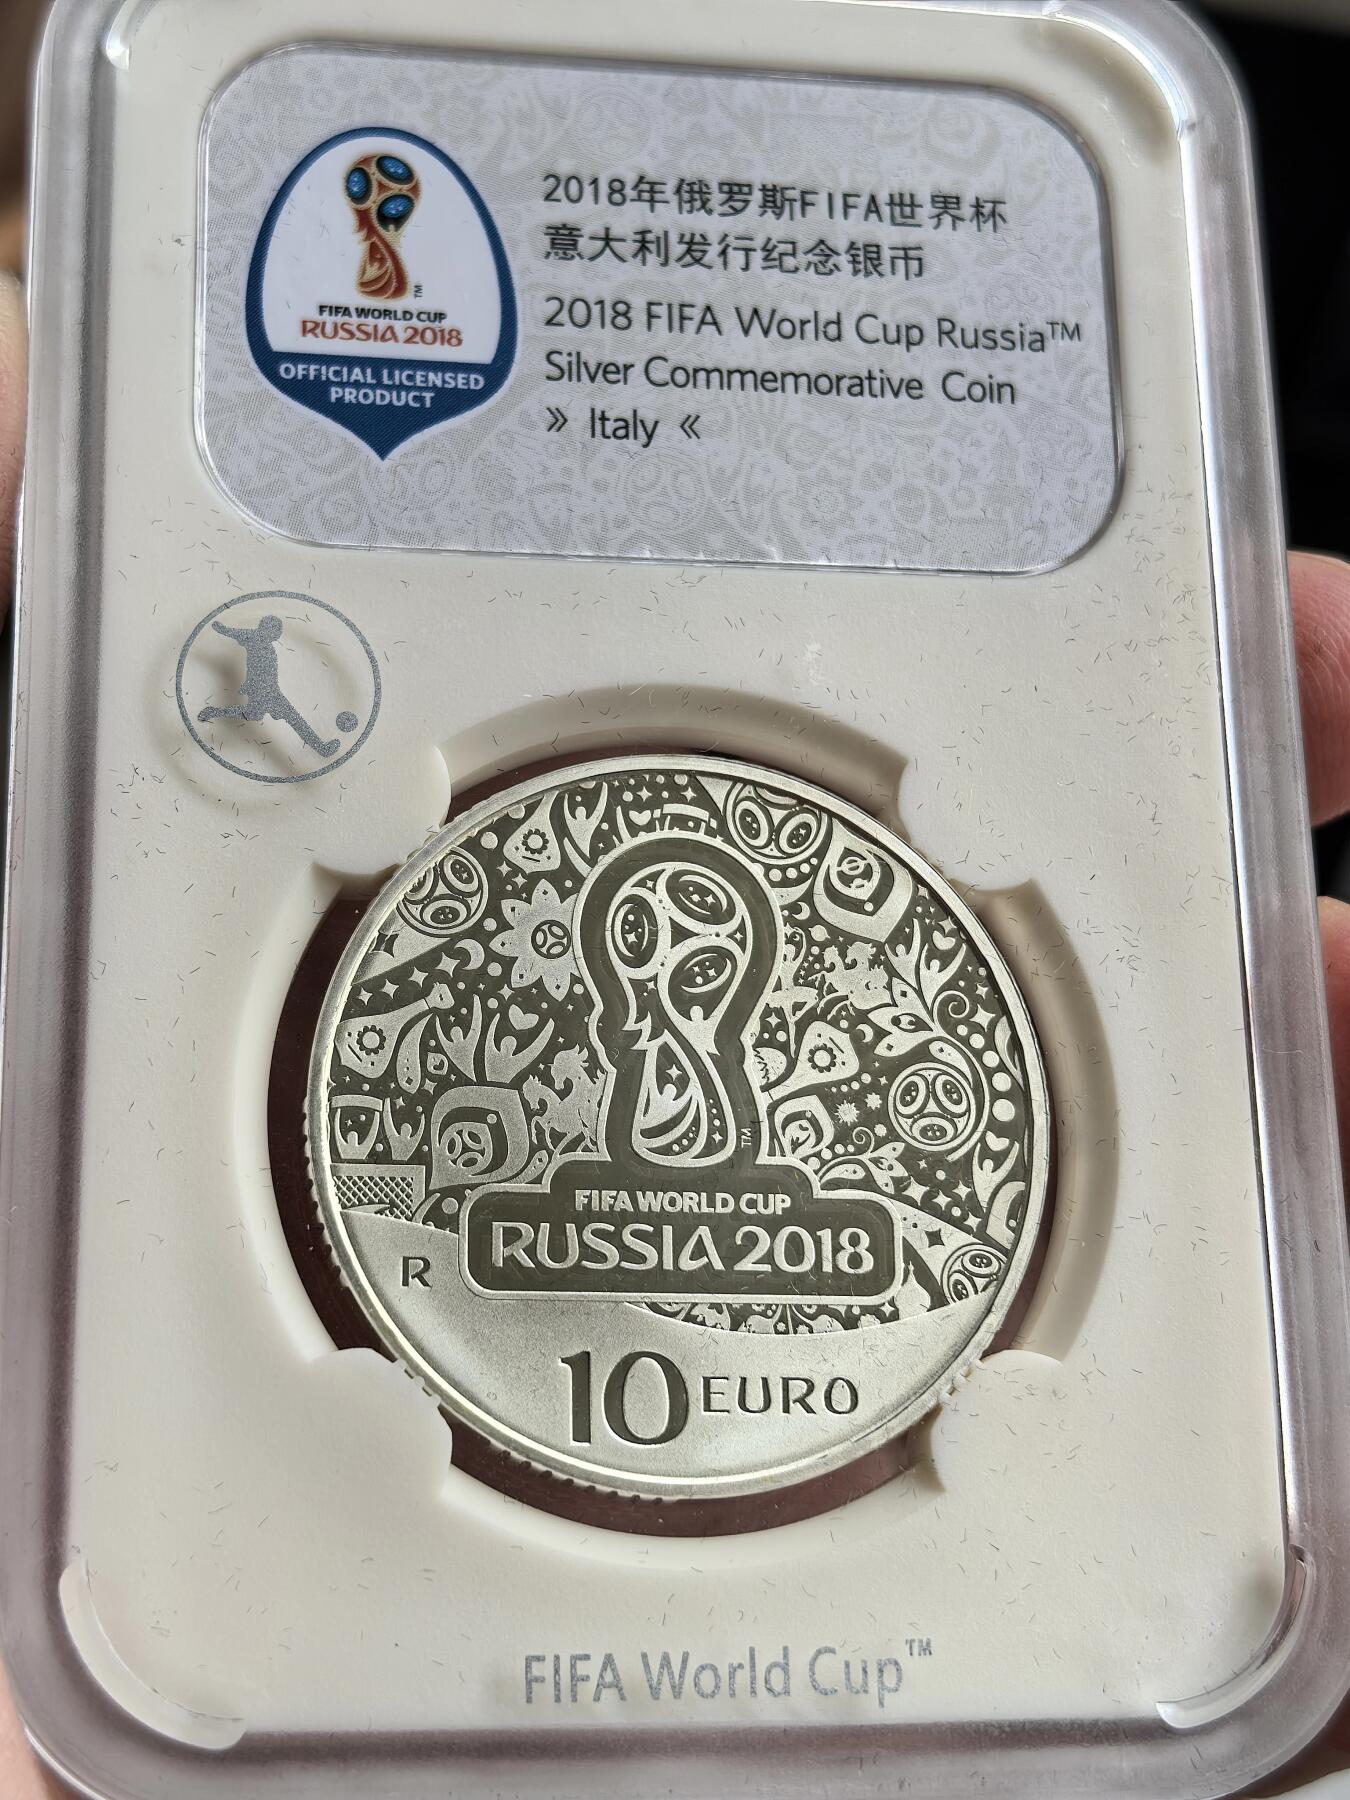 FIFA WORLD CUP
RUSSIA 2018
OFFICIAL LICENSED
PRODUCT
2018年俄罗斯FIFA世界杯
意大利发行纪念银币
2018 FIFA World Cup Russia™
Silver Commemorative Coin
» Italy «
TM
FIFA WORLD CUP
RUSSIA 2018
R
10 EURO
FIFA World Cup™